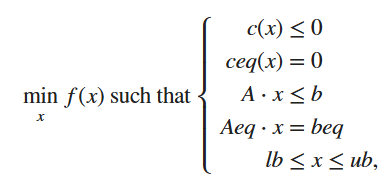 c(x) ≤ 0
ceq(x) = 0
min f(x) such that { A · x ≤ b
x
Aeq · x = beq
lb ≤ x ≤ ub,